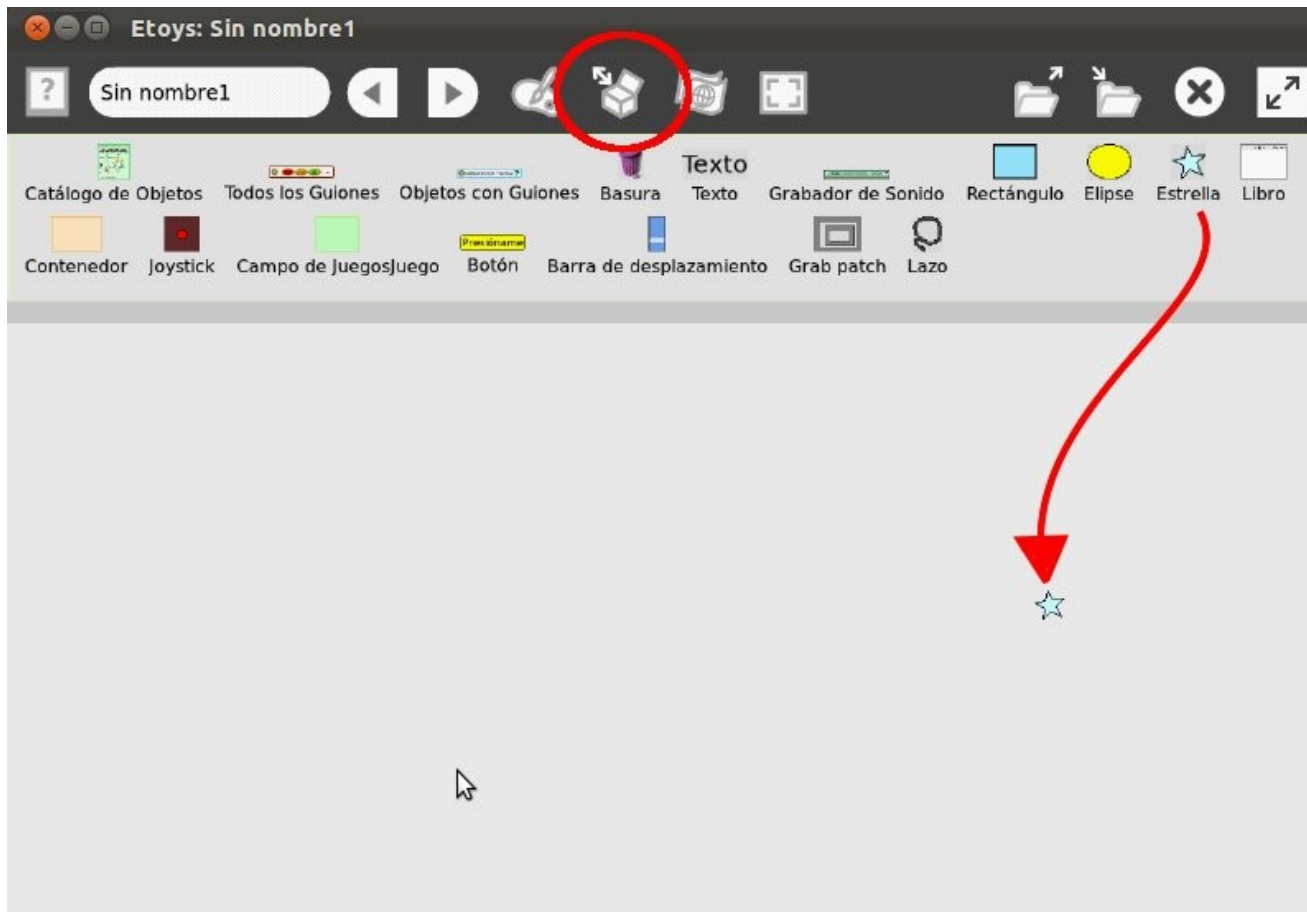 Etoys: Sin nombre1
? Sin nombre1
Texto
Catálogo de Objetos Todos los Guiones Objetos con Guiones Basura Texto Grabador de Sonido Rectángulo Elipse Estrella Libro
Presióname
Contenedor Joystick Campo de JuegosJuego Botón Barra de desplazamiento Grab patch Lazo